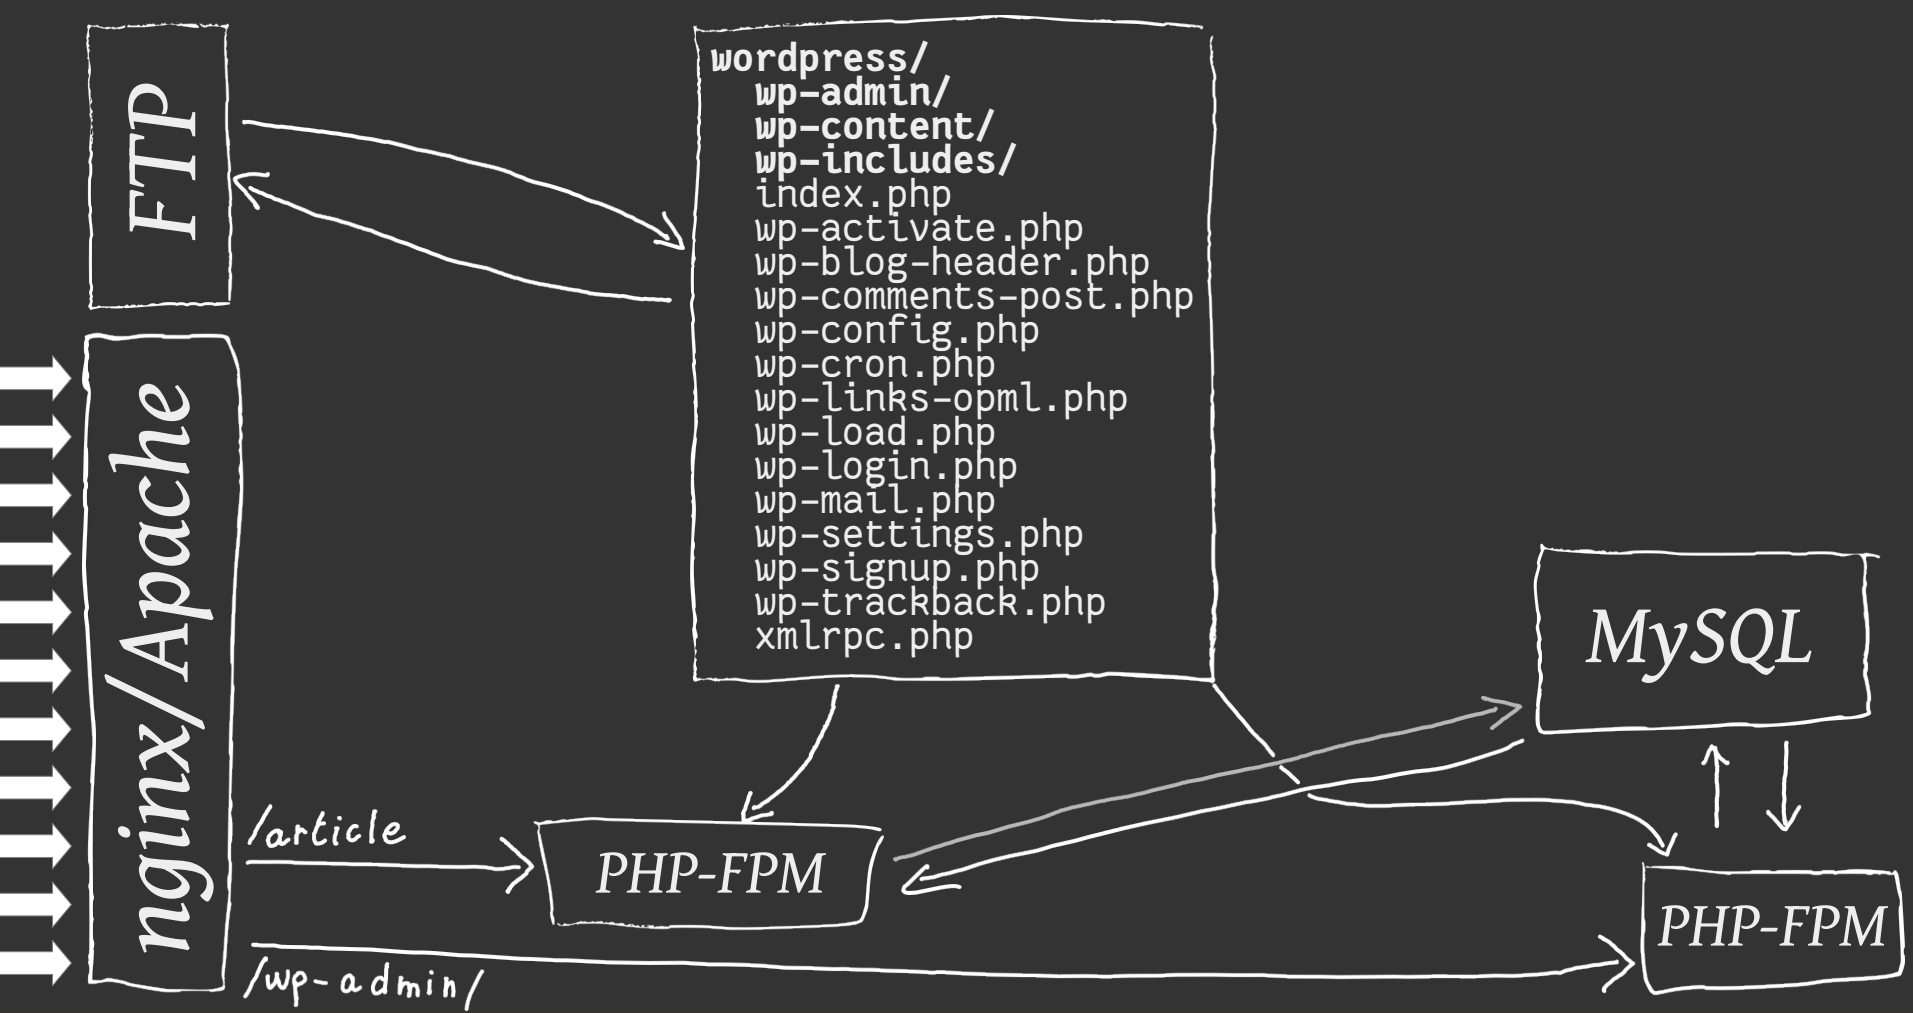 FTP
wordpress/
wp-admin/
wp-content/
wp-includes/
index.php
wp-activate.php
wp-blog-header.php
wp-comments-post.php
wp-config.php
wp-cron.php
wp-links-opml.php
wp-load.php
wp-login.php
wp-mail.php
wp-settings.php
wp-signup.php
wp-trackback.php
xmlrpc.php
nginx/Apache
MySQL
/article
PHP-FPM
PHP-FPM
/wp-admin/